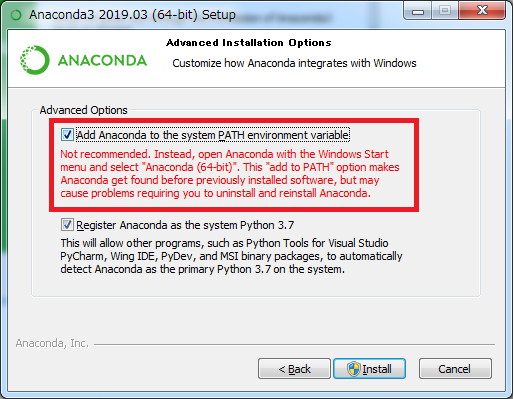 Anaconda3 2019.03 (64-bit) Setup
ANACONDA
Advanced Installation Options
Customize how Anaconda integrates with Windows
Advanced Options
Add Anaconda to the system PATH environment variable
Not recommended. Instead, open Anaconda with the Windows Start
menu and select "Anaconda (64-bit)". This "add to PATH" option makes
Anaconda get found before previously installed software, but may
cause problems requiring you to uninstall and reinstall Anaconda.
Register Anaconda as the system Python 3.7
This will allow other programs, such as Python Tools for Visual Studio
PyCharm, Wing IDE, PyDev, and MSI binary packages, to automatically
detect Anaconda as the primary Python 3.7 on the system.
Anaconda, Inc.
< Back
Install
Cancel